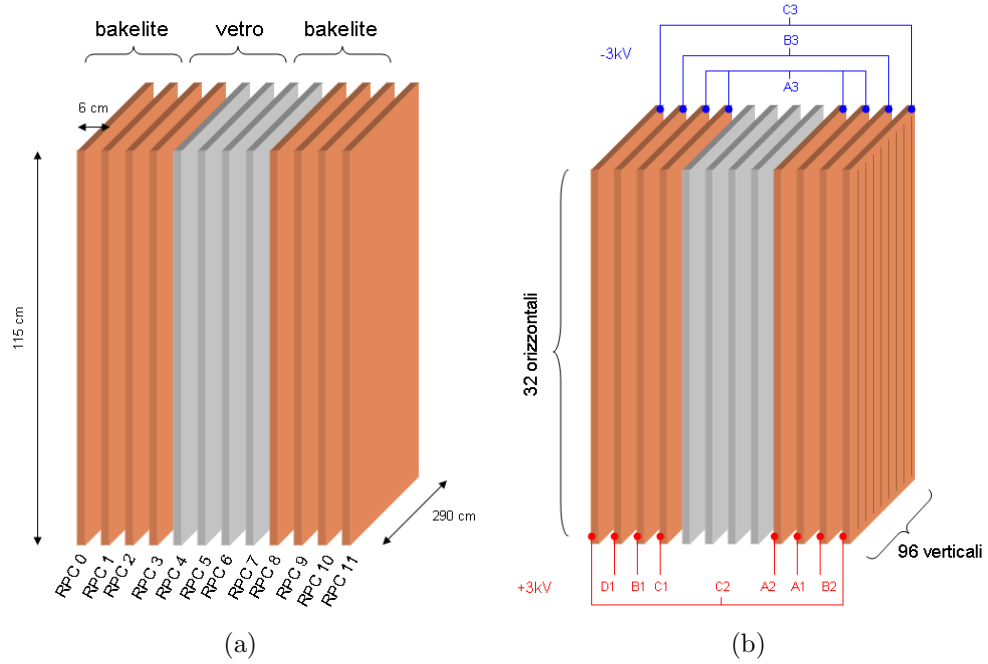 bakelite vetro bakelite
6 cm
115 cm
290 cm
RPC 0
RPC 1
RPC 2
RPC 3
RPC 4
RPC 5
RPC 6
RPC 7
RPC 8
RPC 9
RPC 10
RPC 11
(a)
C3
-3kV
B3
A3
32 orizzontali
96 verticali
+3kV
D1 B1 C1 C2 A2 A1 B2
(b)